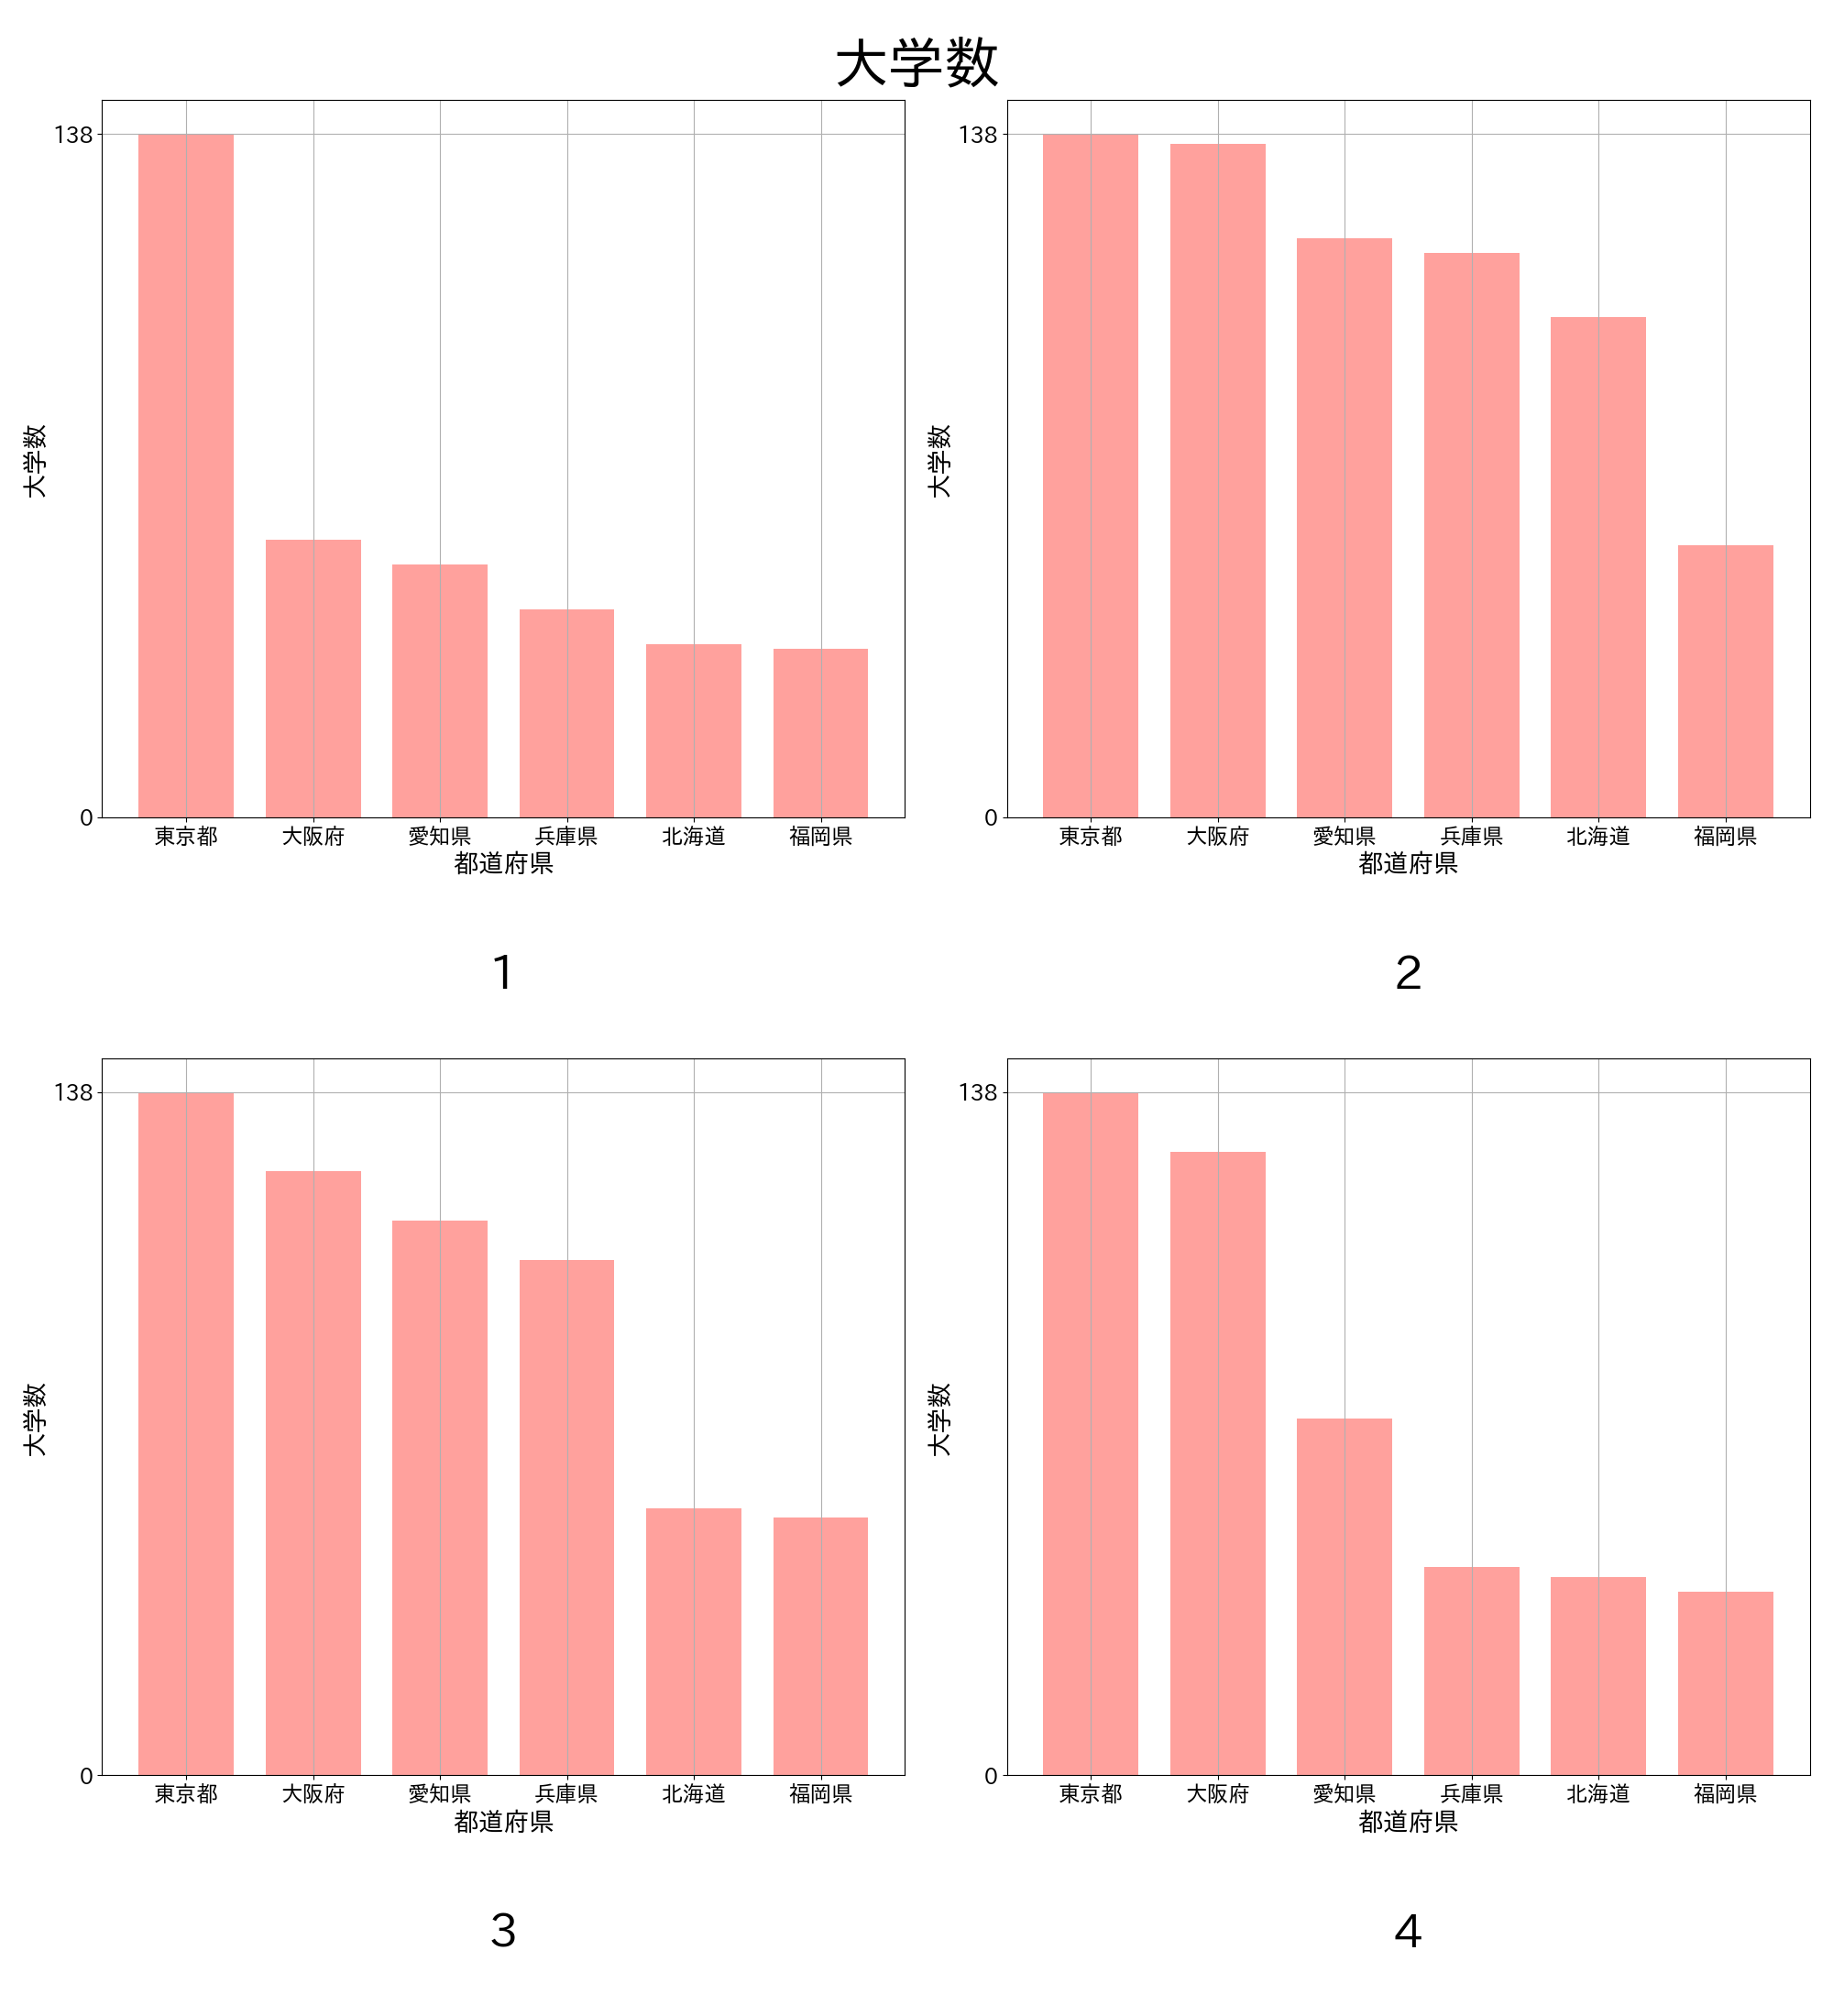 大学数
138
0
大学数
東京都 大阪府 愛知県 兵庫県 北海道 福岡県
都道府県
1
138
0
大学数
東京都 大阪府 愛知県 兵庫県 北海道 福岡県
都道府県
2
138
0
大学数
東京都 大阪府 愛知県 兵庫県 北海道 福岡県
都道府県
3
138
0
大学数
東京都 大阪府 愛知県 兵庫県 北海道 福岡県
都道府県
4